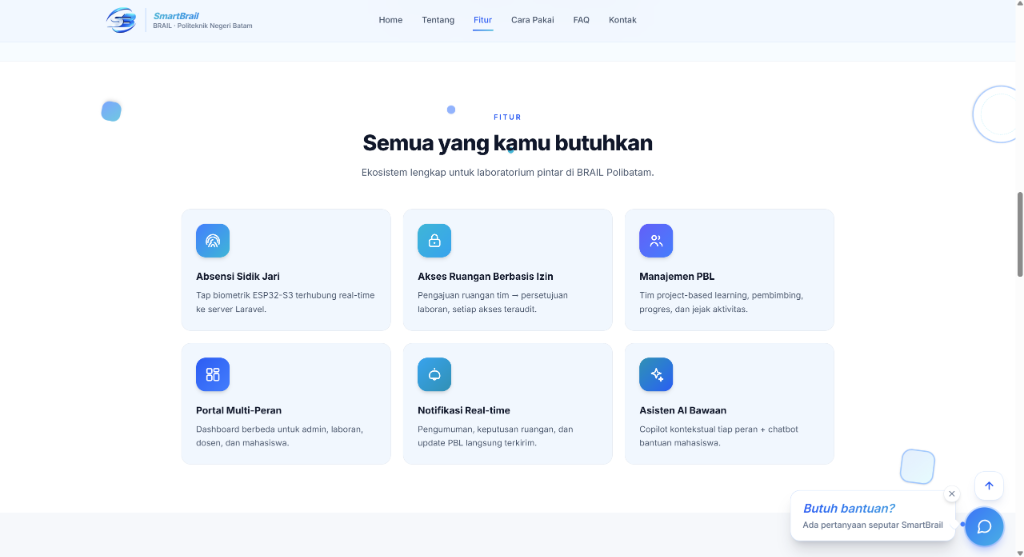 SmartBrail
BRAIL · Politeknik Negeri Batam
Home
Tentang
Fitur
Cara Pakai
FAQ
Kontak
FITUR
Semua yang kamu butuhkan
Ekosistem lengkap untuk laboratorium pintar di BRAIL Polibatam.
Absensi Sidik Jari
Tap biometrik ESP32-S3 terhubung real-time
ke server Laravel.
Akses Ruangan Berbasis Izin
Pengajuan ruangan tim — persetujuan
laboran, setiap akses teraudit.
Manajemen PBL
Tim project-based learning, pembimbing,
progres, dan jejak aktivitas.
Portal Multi-Peran
Dashboard berbeda untuk admin, laboran,
dosen, dan mahasiswa.
Notifikasi Real-time
Pengumuman, keputusan ruangan, dan
update PBL langsung terkirim.
Asisten AI Bawaan
Copilot kontekstual tiap peran + chatbot
bantuan mahasiswa.
Butuh bantuan?
Ada pertanyaan seputar SmartBrail